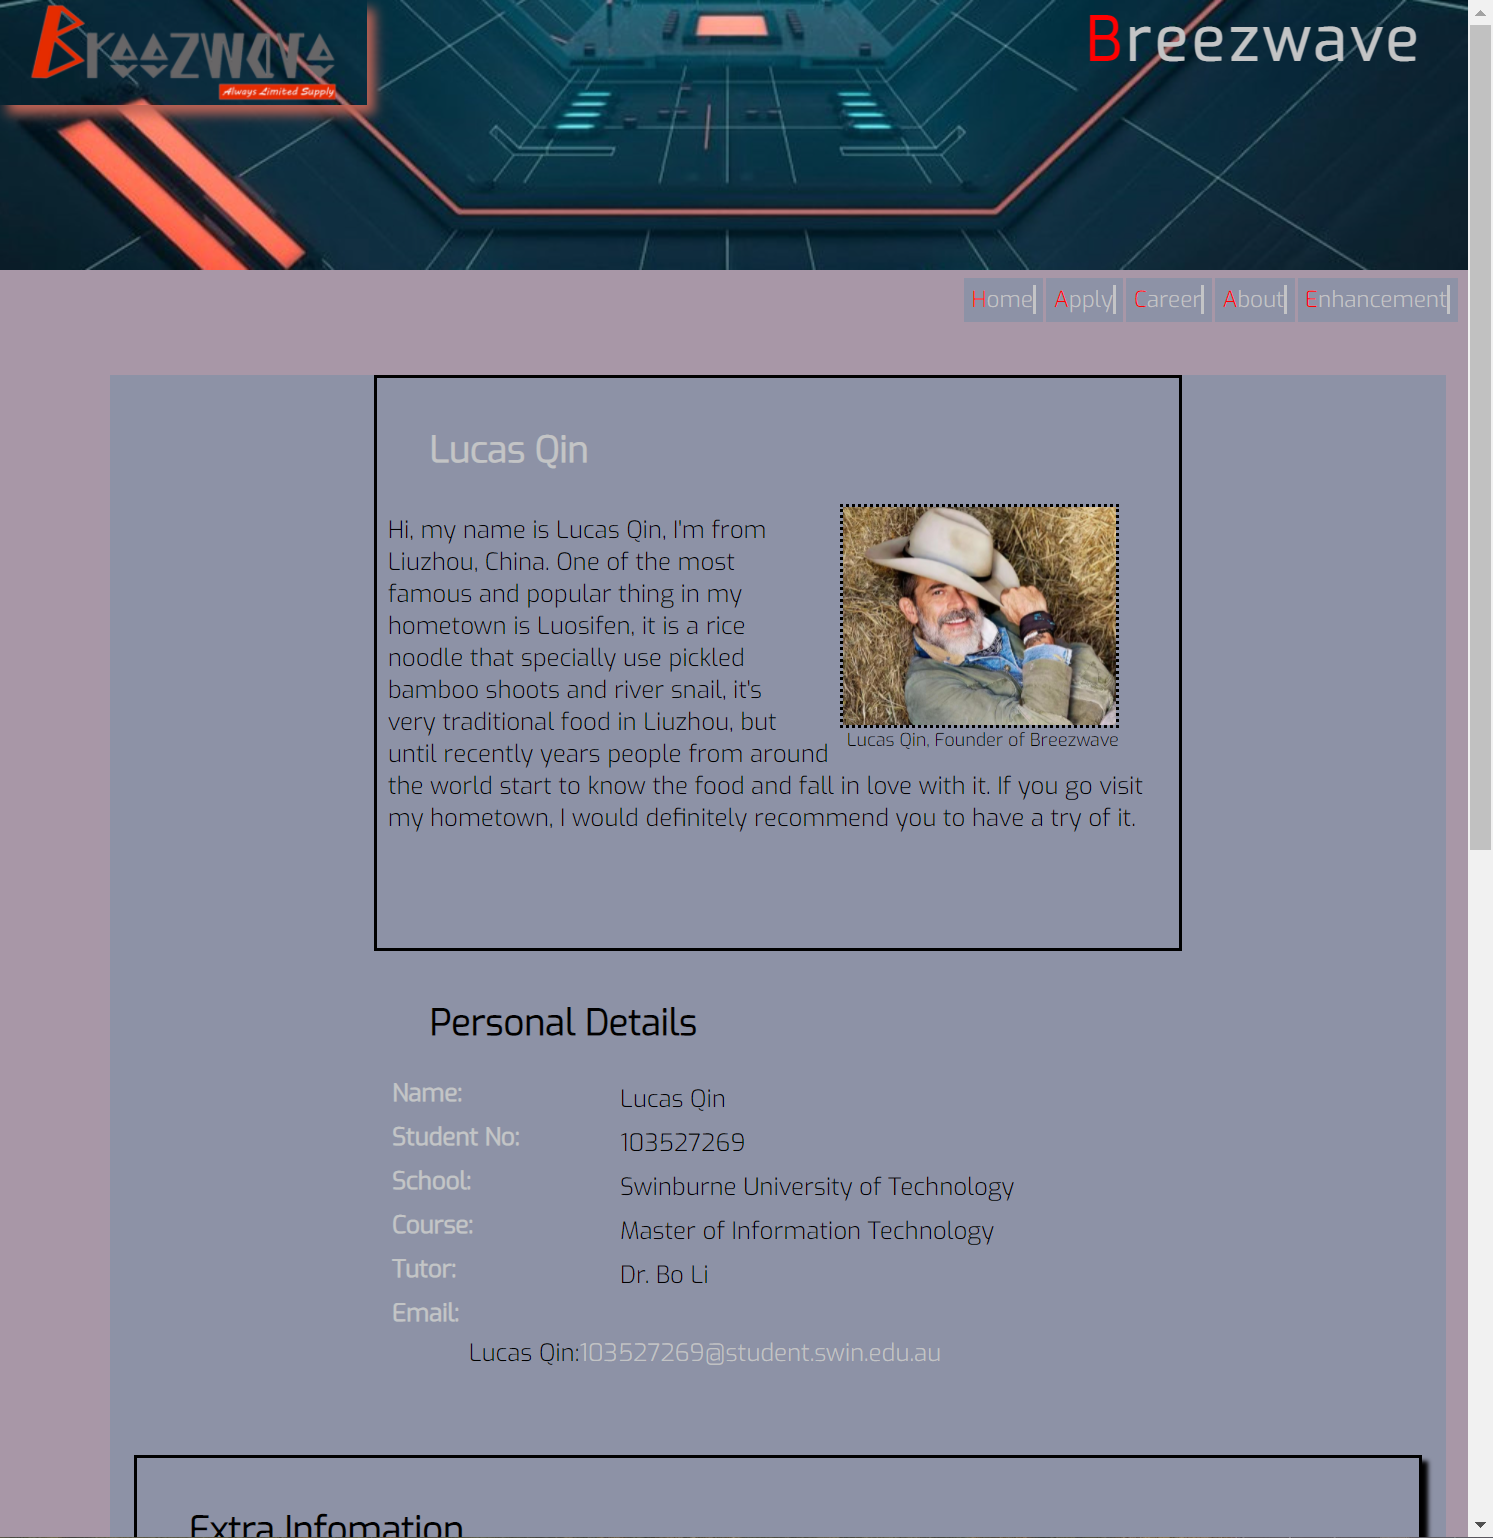 Breezwave
Always Limited Supply
Breezwave
Home Apply Career About Enhancement
Lucas Qin
Hi, my name is Lucas Qin, I'm from
Liuzhou, China. One of the most
famous and popular thing in my
hometown is Luosifen, it is a rice
noodle that specially use pickled
bamboo shoots and river snail, it's
very traditional food in Liuzhou, but
until recently years people from around
the world start to know the food and fall in love with it. If you go visit
my hometown, I would definitely recommend you to have a try of it.
Lucas Qin, Founder of Breezwave
Personal Details
Name: Lucas Qin
Student No: 103527269
School: Swinburne University of Technology
Course: Master of Information Technology
Tutor: Dr. Bo Li
Email:
Lucas Qin:103527269@student.swin.edu.au
Extra Infomation